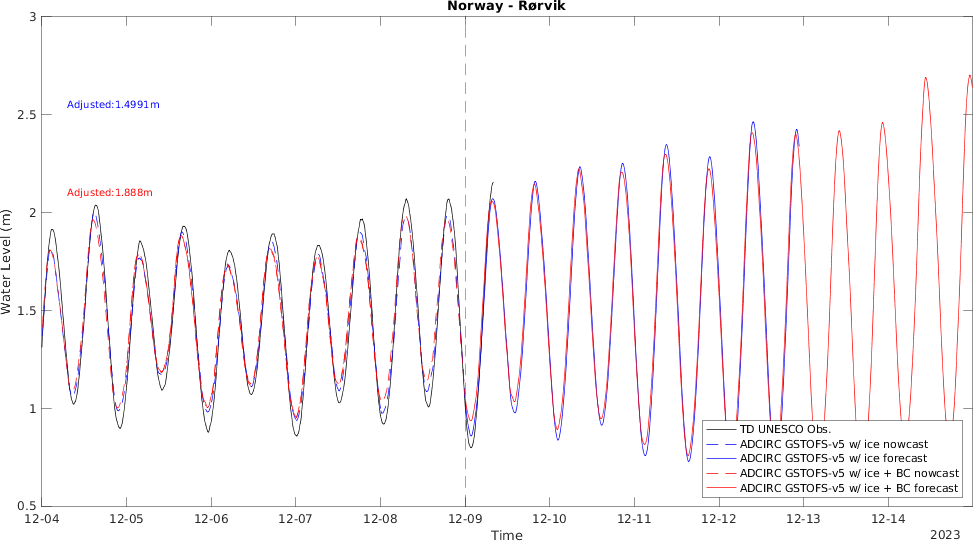 Norway - Rørvik
3
2.5
2
1.5
1
0.5
Water Level (m)
Adjusted:1.4991m
Adjusted:1.888m
TD UNESCO Obs.
ADCIRC GSTOFS-v5 w/ ice nowcast
ADCIRC GSTOFS-v5 w/ ice forecast
ADCIRC GSTOFS-v5 w/ ice + BC nowcast
ADCIRC GSTOFS-v5 w/ ice + BC forecast
12-04 12-05 12-06 12-07 12-08 12-09 12-10 12-11 12-12 12-13 12-14
Time
2023